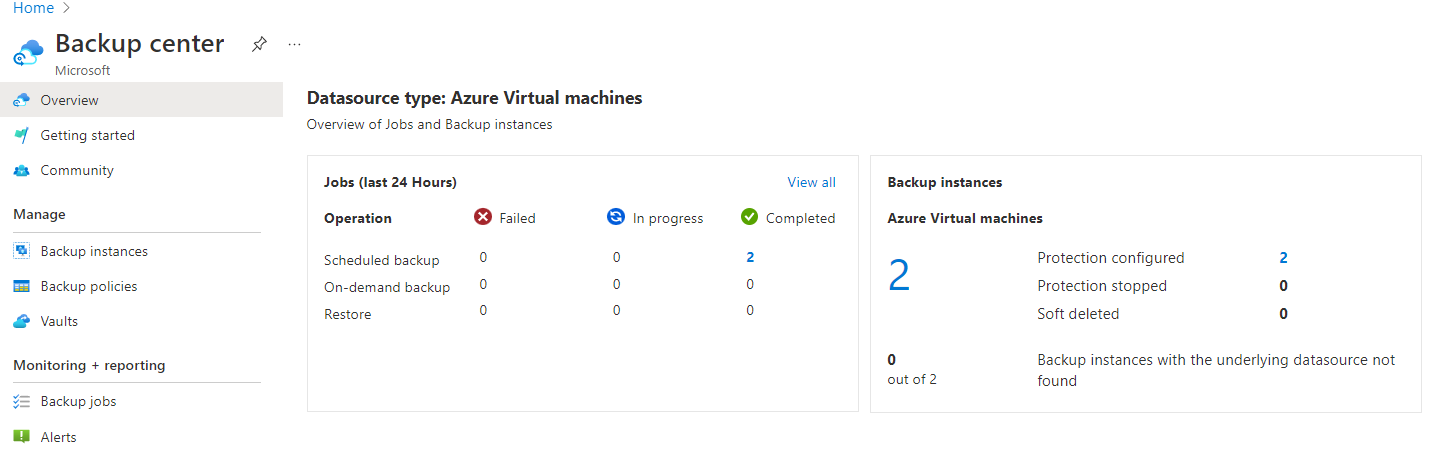 Home
Backup center
...
Microsoft
Overview
Getting started
Community
Manage
Backup instances
Backup policies
Vaults
Monitoring + reporting
Backup jobs
Alerts
Datasource type: Azure Virtual machines
Overview of Jobs and Backup instances
Jobs (last 24 Hours) View all
Operation Failed In progress Completed
Scheduled backup 0 0 2
On-demand backup 0 0 0
Restore 0 0 0
Backup instances
Azure Virtual machines
2
Protection configured 2
Protection stopped 0
Soft deleted 0
0
out of 2
Backup instances with the underlying datasource not
found